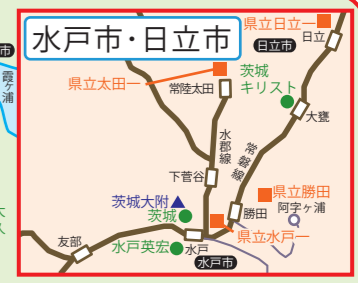 水戸市・日立市
県立日立一
日立市
日立
県立太田一
常陸太田
茨城
キリスト
大甕
水郡線
常磐線
下菅谷
茨城大附
茨城
県立勝田
阿字ヶ浦
勝田
県立水戸一
友部
水戸英宏
水戸
水戸市
市
霞ヶ浦